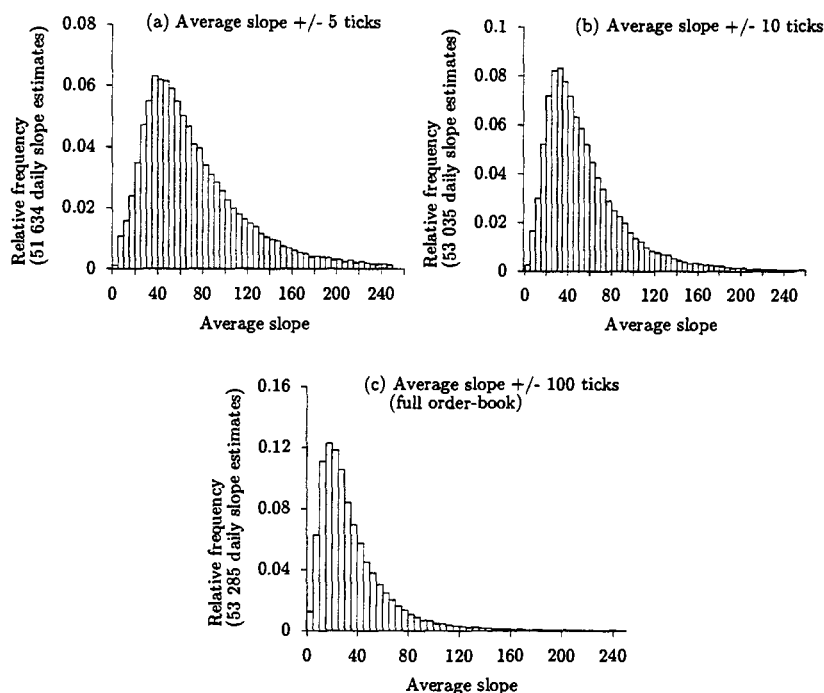 (a) Average slope +/- 5 ticks
Relative frequency
(51 634 daily slope estimates)
0.08
0.06
0.04
0.02
0
0 40 80 120 160 200 240
Average slope
(b) Average slope +/- 10 ticks
Relative frequency
(53 035 daily slope estimates)
0.1
0.08
0.06
0.04
0.02
0
0 40 80 120 160 200 240
Average slope
(c) Average slope +/- 100 ticks
(full order-book)
Relative frequency
(53 285 daily slope estimates)
0.16
0.12
0.08
0.04
0
0 40 80 120 160 200 240
Average slope